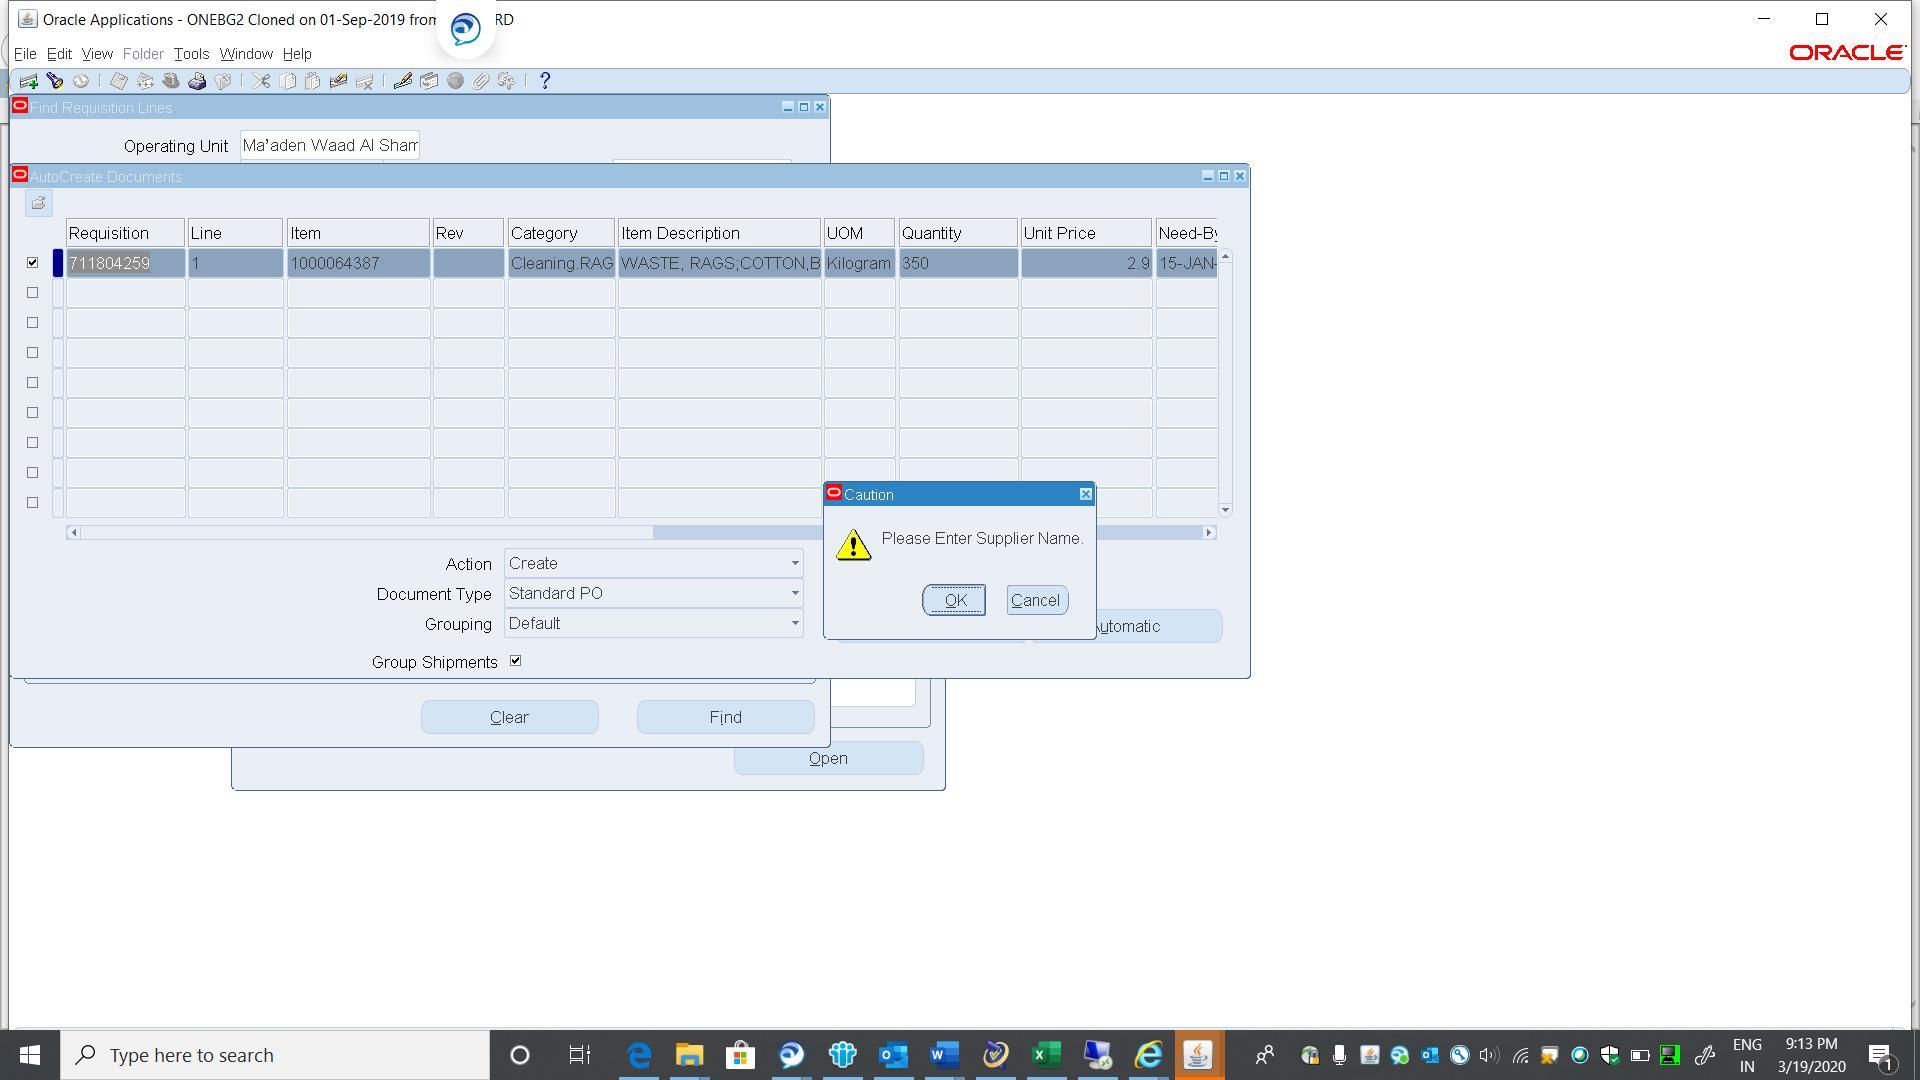 Oracle Applications - ONEBG2 Cloned on 01-Sep-2019 from RD
File Edit View Folder Tools Window Help
ORACLE
Find Requisition Lines
Operating Unit Ma'aden Waad Al Sham
AutoCreate Documents
Requisition Line Item Rev Category Item Description UOM Quantity Unit Price Need-By
711804259 1 1000064387 Cleaning.RAG WASTE, RAGS;COTTON,B Kilogram 350 2.9 15-JAN-
Caution
Please Enter Supplier Name.
OK Cancel
Action Create
Document Type Standard PO
Grouping Default
utomatic
Group Shipments
Clear Find
Open
Type here to search
ENG
IN
9:13 PM
3/19/2020
1